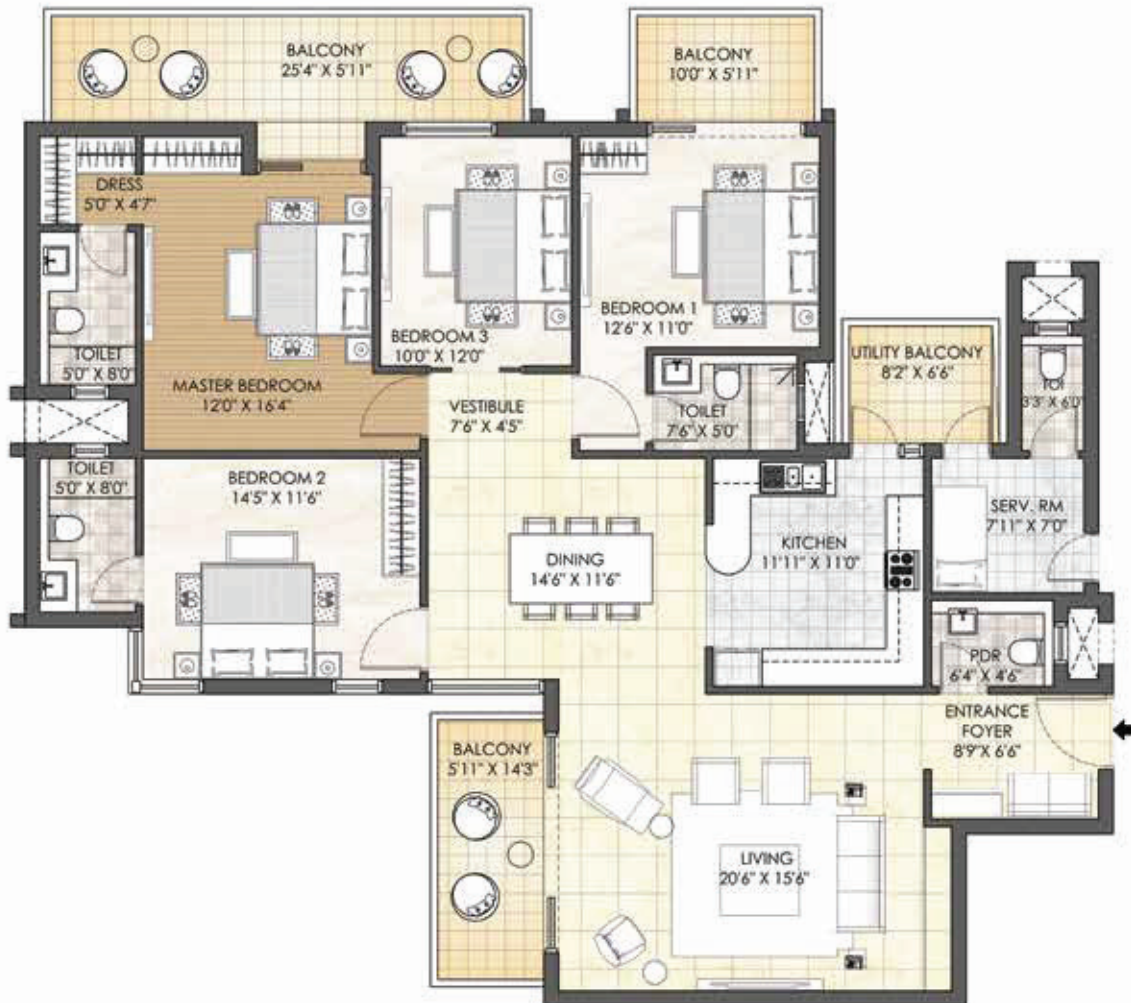 BALCONY
25'4" X 5'11"
BALCONY
10'0" X 5'11"
DRESS
5'0" X 4'7"
BEDROOM 1
12'6" X 11'0"
BEDROOM 3
10'0" X 12'0"
TOILET
5'0" X 8'0"
MASTER BEDROOM
12'0" X 16'4"
VESTIBULE
7'6" X 4'5"
TOILET
7'6" X 5'0"
UTILITY BALCONY
8'2" X 6'6"
TOI
3'3" X 6'0"
TOILET
5'0" X 8'0"
BEDROOM 2
14'5" X 11'6"
DINING
14'6" X 11'6"
KITCHEN
11'11" X 11'0"
SERV. RM
7'11" X 7'0"
PDR
6'4" X 4'6"
ENTRANCE
FOYER
8'9" X 6'6"
BALCONY
5'11" X 14'3"
LIVING
20'6" X 15'6"